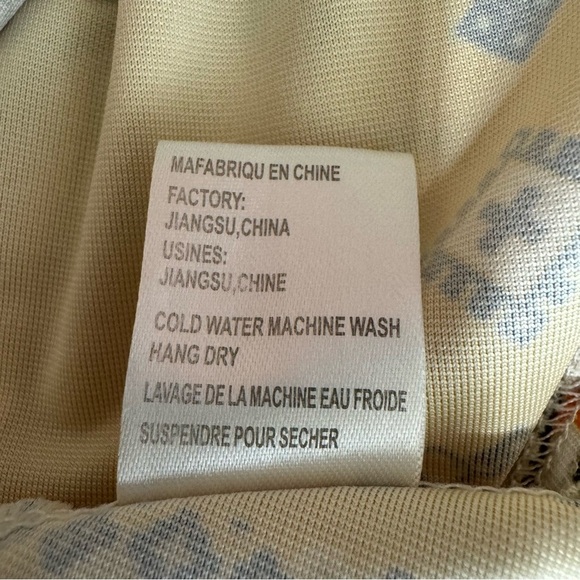 MAFABRIQU EN CHINE
FACTORY:
JIANGSU,CHINA
USINES:
JIANGSU,CHINE
COLD WATER MACHINE WASH
HANG DRY
LAVAGE DE LA MACHINE EAU FROIDE
SUSPENDRE POUR SECHER